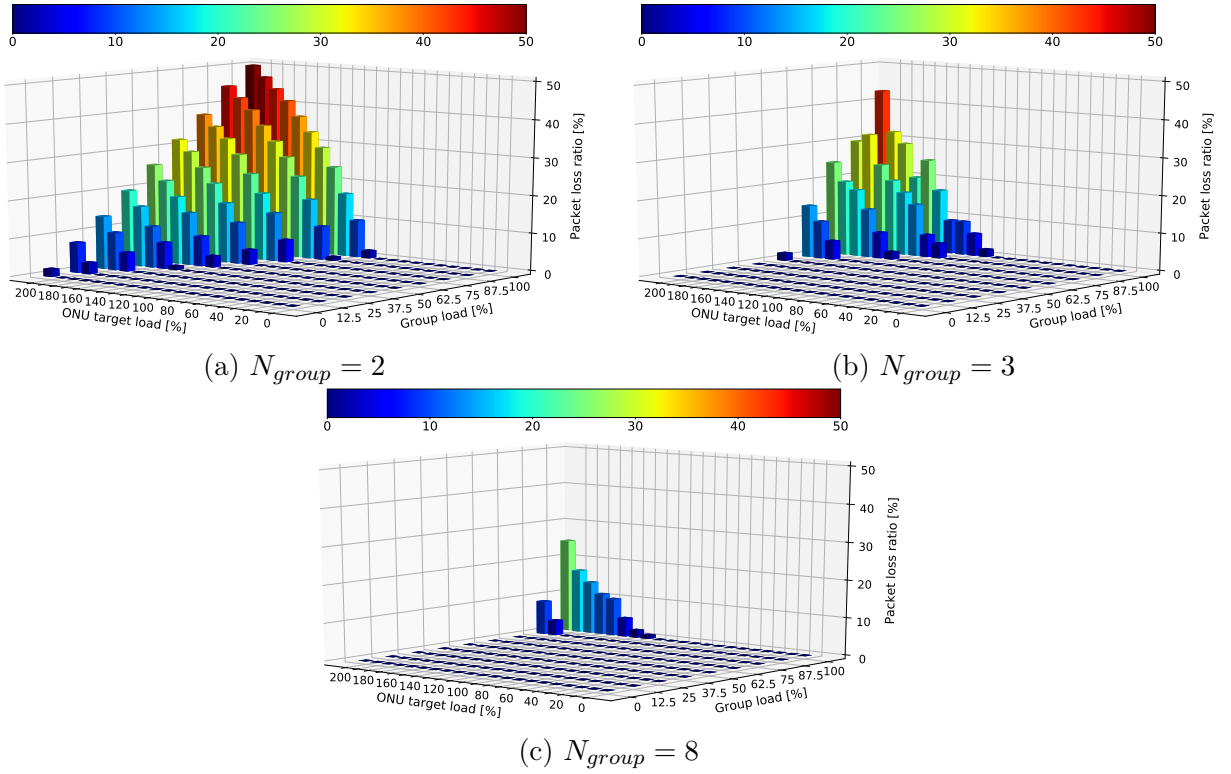 0 10 20 30 40 50
0 10 20 30 40 50
50
40
30
20
10
0
Packet loss ratio [%]
200 180 160 140 120 100 80 60 40 20 0
ONU target load [%]
0 12.5 25 37.5 50 62.5 75 87.5 100
Group load [%]
50
40
30
20
10
0
Packet loss ratio [%]
200 180 160 140 120 100 80 60 40 20 0
ONU target load [%]
0 12.5 25 37.5 50 62.5 75 87.5 100
Group load [%]
(a) N_group = 2
(b) N_group = 3
0 10 20 30 40 50
50
40
30
20
10
0
Packet loss ratio [%]
200 180 160 140 120 100 80 60 40 20 0
ONU target load [%]
0 12.5 25 37.5 50 62.5 75 87.5 100
Group load [%]
(c) N_group = 8